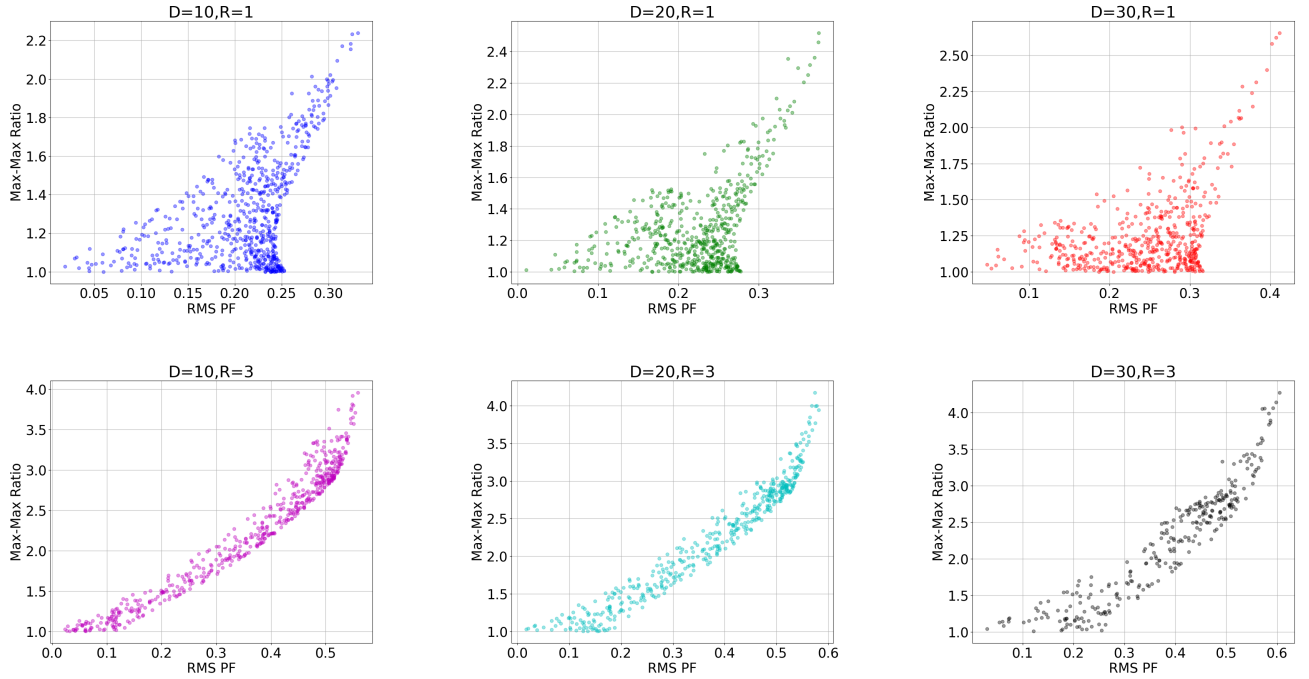 D=10,R=1
Max-Max Ratio
2.2
2.0
1.8
1.6
1.4
1.2
1.0
0.05 0.10 0.15 0.20 0.25 0.30
RMS PF
D=20,R=1
Max-Max Ratio
2.4
2.2
2.0
1.8
1.6
1.4
1.2
1.0
0.0 0.1 0.2 0.3
RMS PF
D=30,R=1
Max-Max Ratio
2.50
2.25
2.00
1.75
1.50
1.25
1.00
0.1 0.2 0.3 0.4
RMS PF
D=10,R=3
Max-Max Ratio
4.0
3.5
3.0
2.5
2.0
1.5
1.0
0.0 0.1 0.2 0.3 0.4 0.5
RMS PF
D=20,R=3
Max-Max Ratio
4.0
3.5
3.0
2.5
2.0
1.5
1.0
0.0 0.1 0.2 0.3 0.4 0.5 0.6
RMS PF
D=30,R=3
Max-Max Ratio
4.0
3.5
3.0
2.5
2.0
1.5
1.0
0.1 0.2 0.3 0.4 0.5 0.6
RMS PF